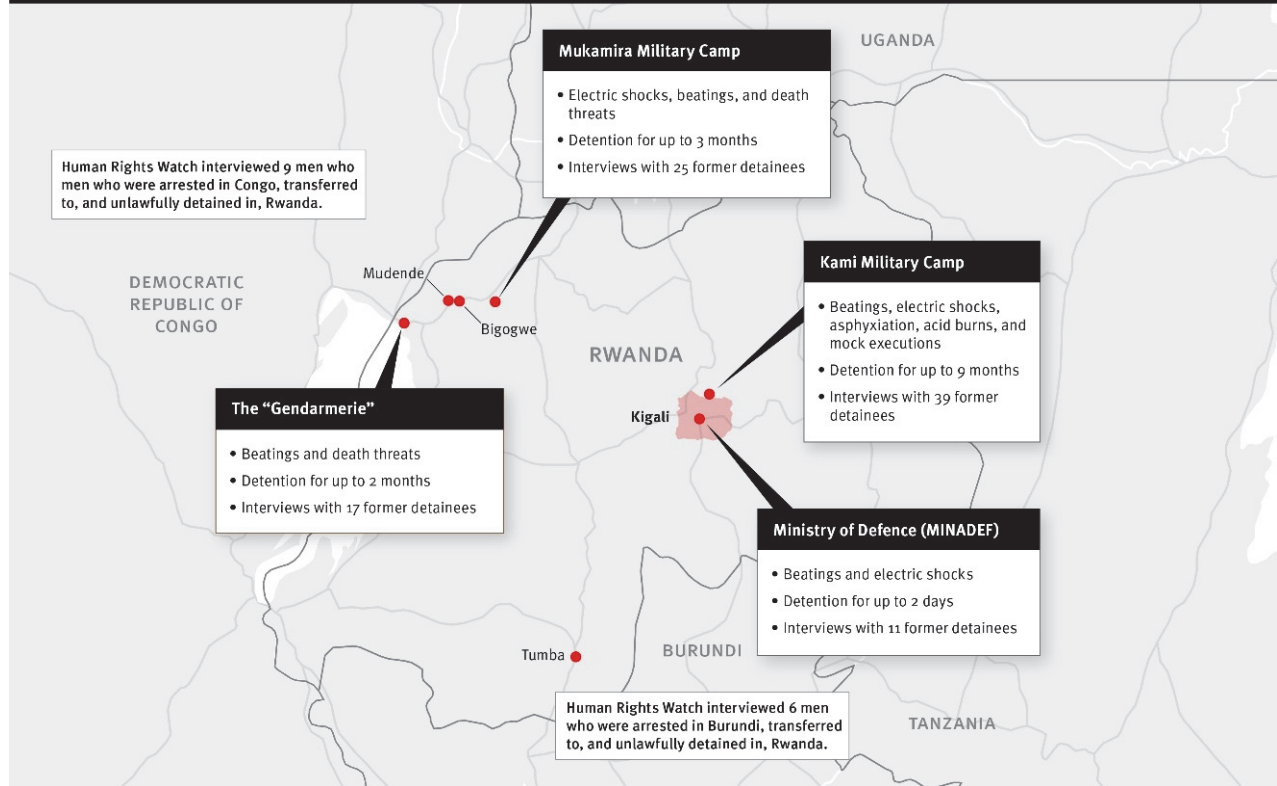 UGANDA
Mukamira Military Camp
• Electric shocks, beatings, and death
threats
• Detention for up to 3 months
• Interviews with 25 former detainees
Human Rights Watch interviewed 9 men who
men who were arrested in Congo, transferred
to, and unlawfully detained in, Rwanda.
DEMOCRATIC
REPUBLIC OF
CONGO
Mudende
Bigogwe
RWANDA
Kami Military Camp
• Beatings, electric shocks,
asphyxiation, acid burns, and
mock executions
• Detention for up to 9 months
• Interviews with 39 former
detainees
Kigali
The “Gendarmerie”
• Beatings and death threats
• Detention for up to 2 months
• Interviews with 17 former detainees
Ministry of Defence (MINADEF)
• Beatings and electric shocks
• Detention for up to 2 days
• Interviews with 11 former detainees
Tumba
BURUNDI
Human Rights Watch interviewed 6 men
who were arrested in Burundi, transferred
to, and unlawfully detained in, Rwanda.
TANZANIA